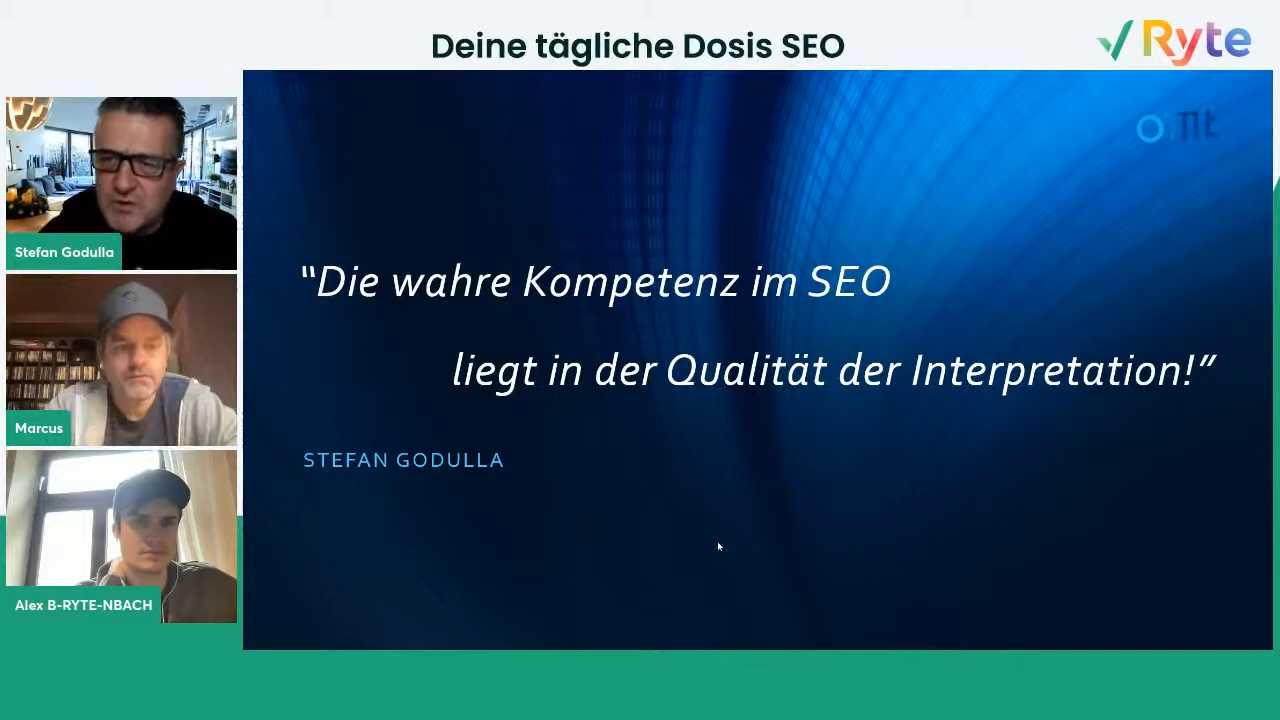 Deine tägliche Dosis SEO
Ryte
Stefan Godulla
Marcus
Alex B-RYTE-NBACH
“Die wahre Kompetenz im SEO
liegt in der Qualität der Interpretation!”
STEFAN GODULLA